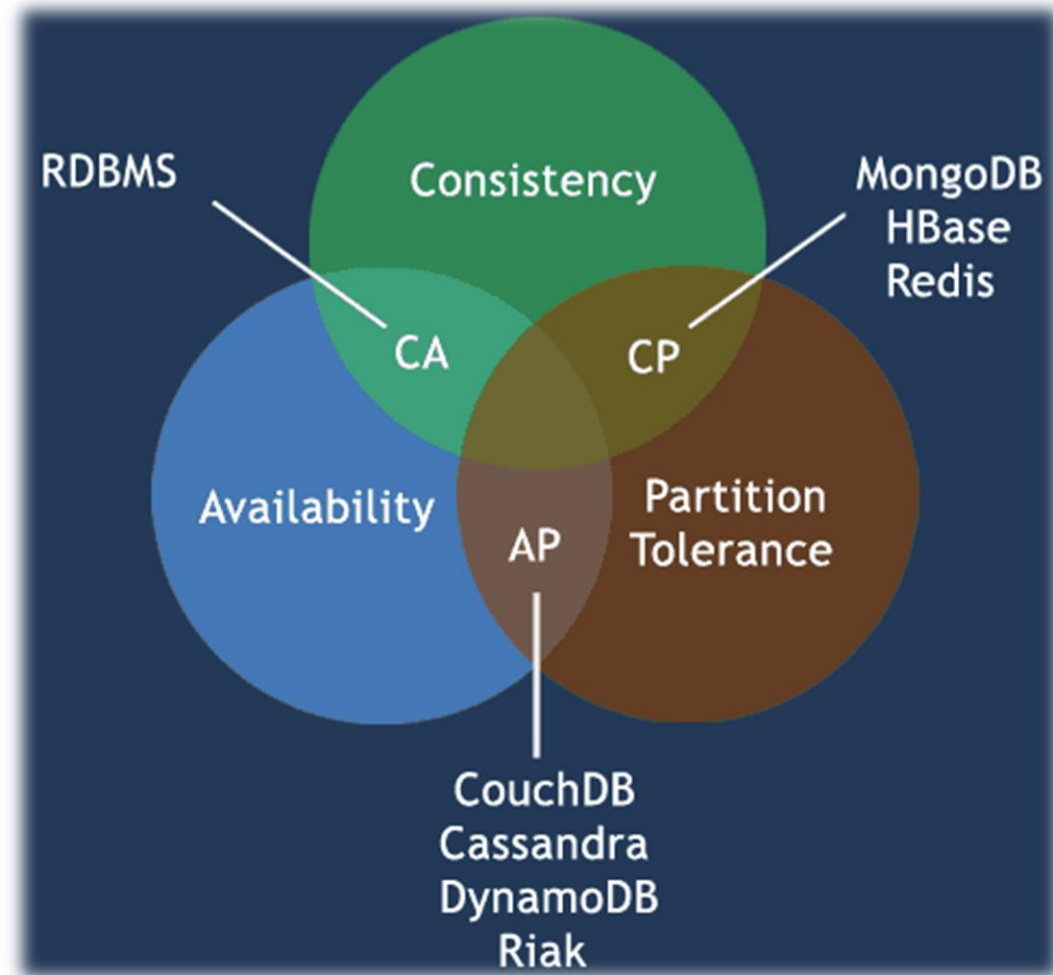 Consistency
RDBMS
MongoDB
HBase
Redis
CA
CP
Availability
Partition
Tolerance
AP
CouchDB
Cassandra
DynamoDB
Riak